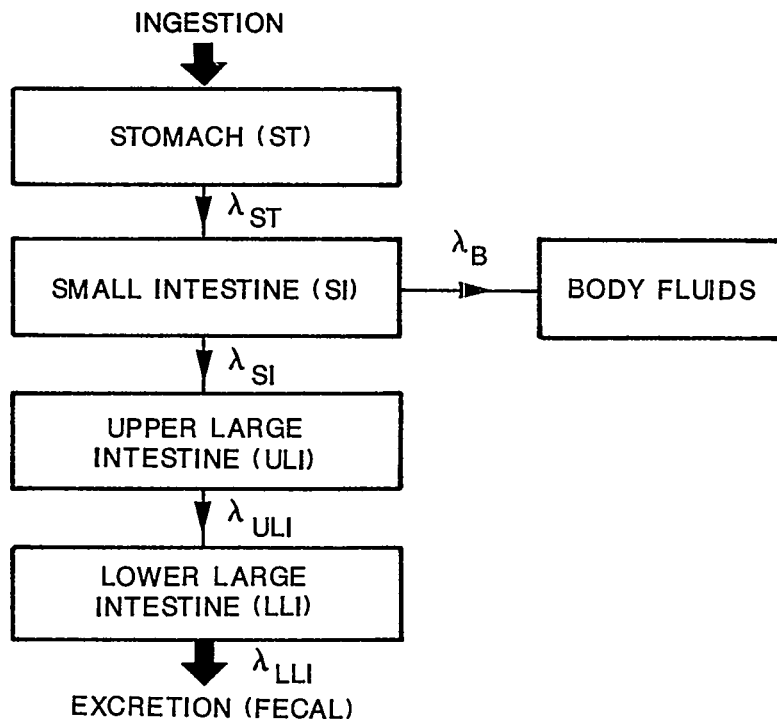 INGESTION
STOMACH (ST)
λ ST
λ B
SMALL INTESTINE (SI)
BODY FLUIDS
λ SI
UPPER LARGE
INTESTINE (ULI)
λ ULI
LOWER LARGE
INTESTINE (LLI)
λ LLI
EXCRETION (FECAL)